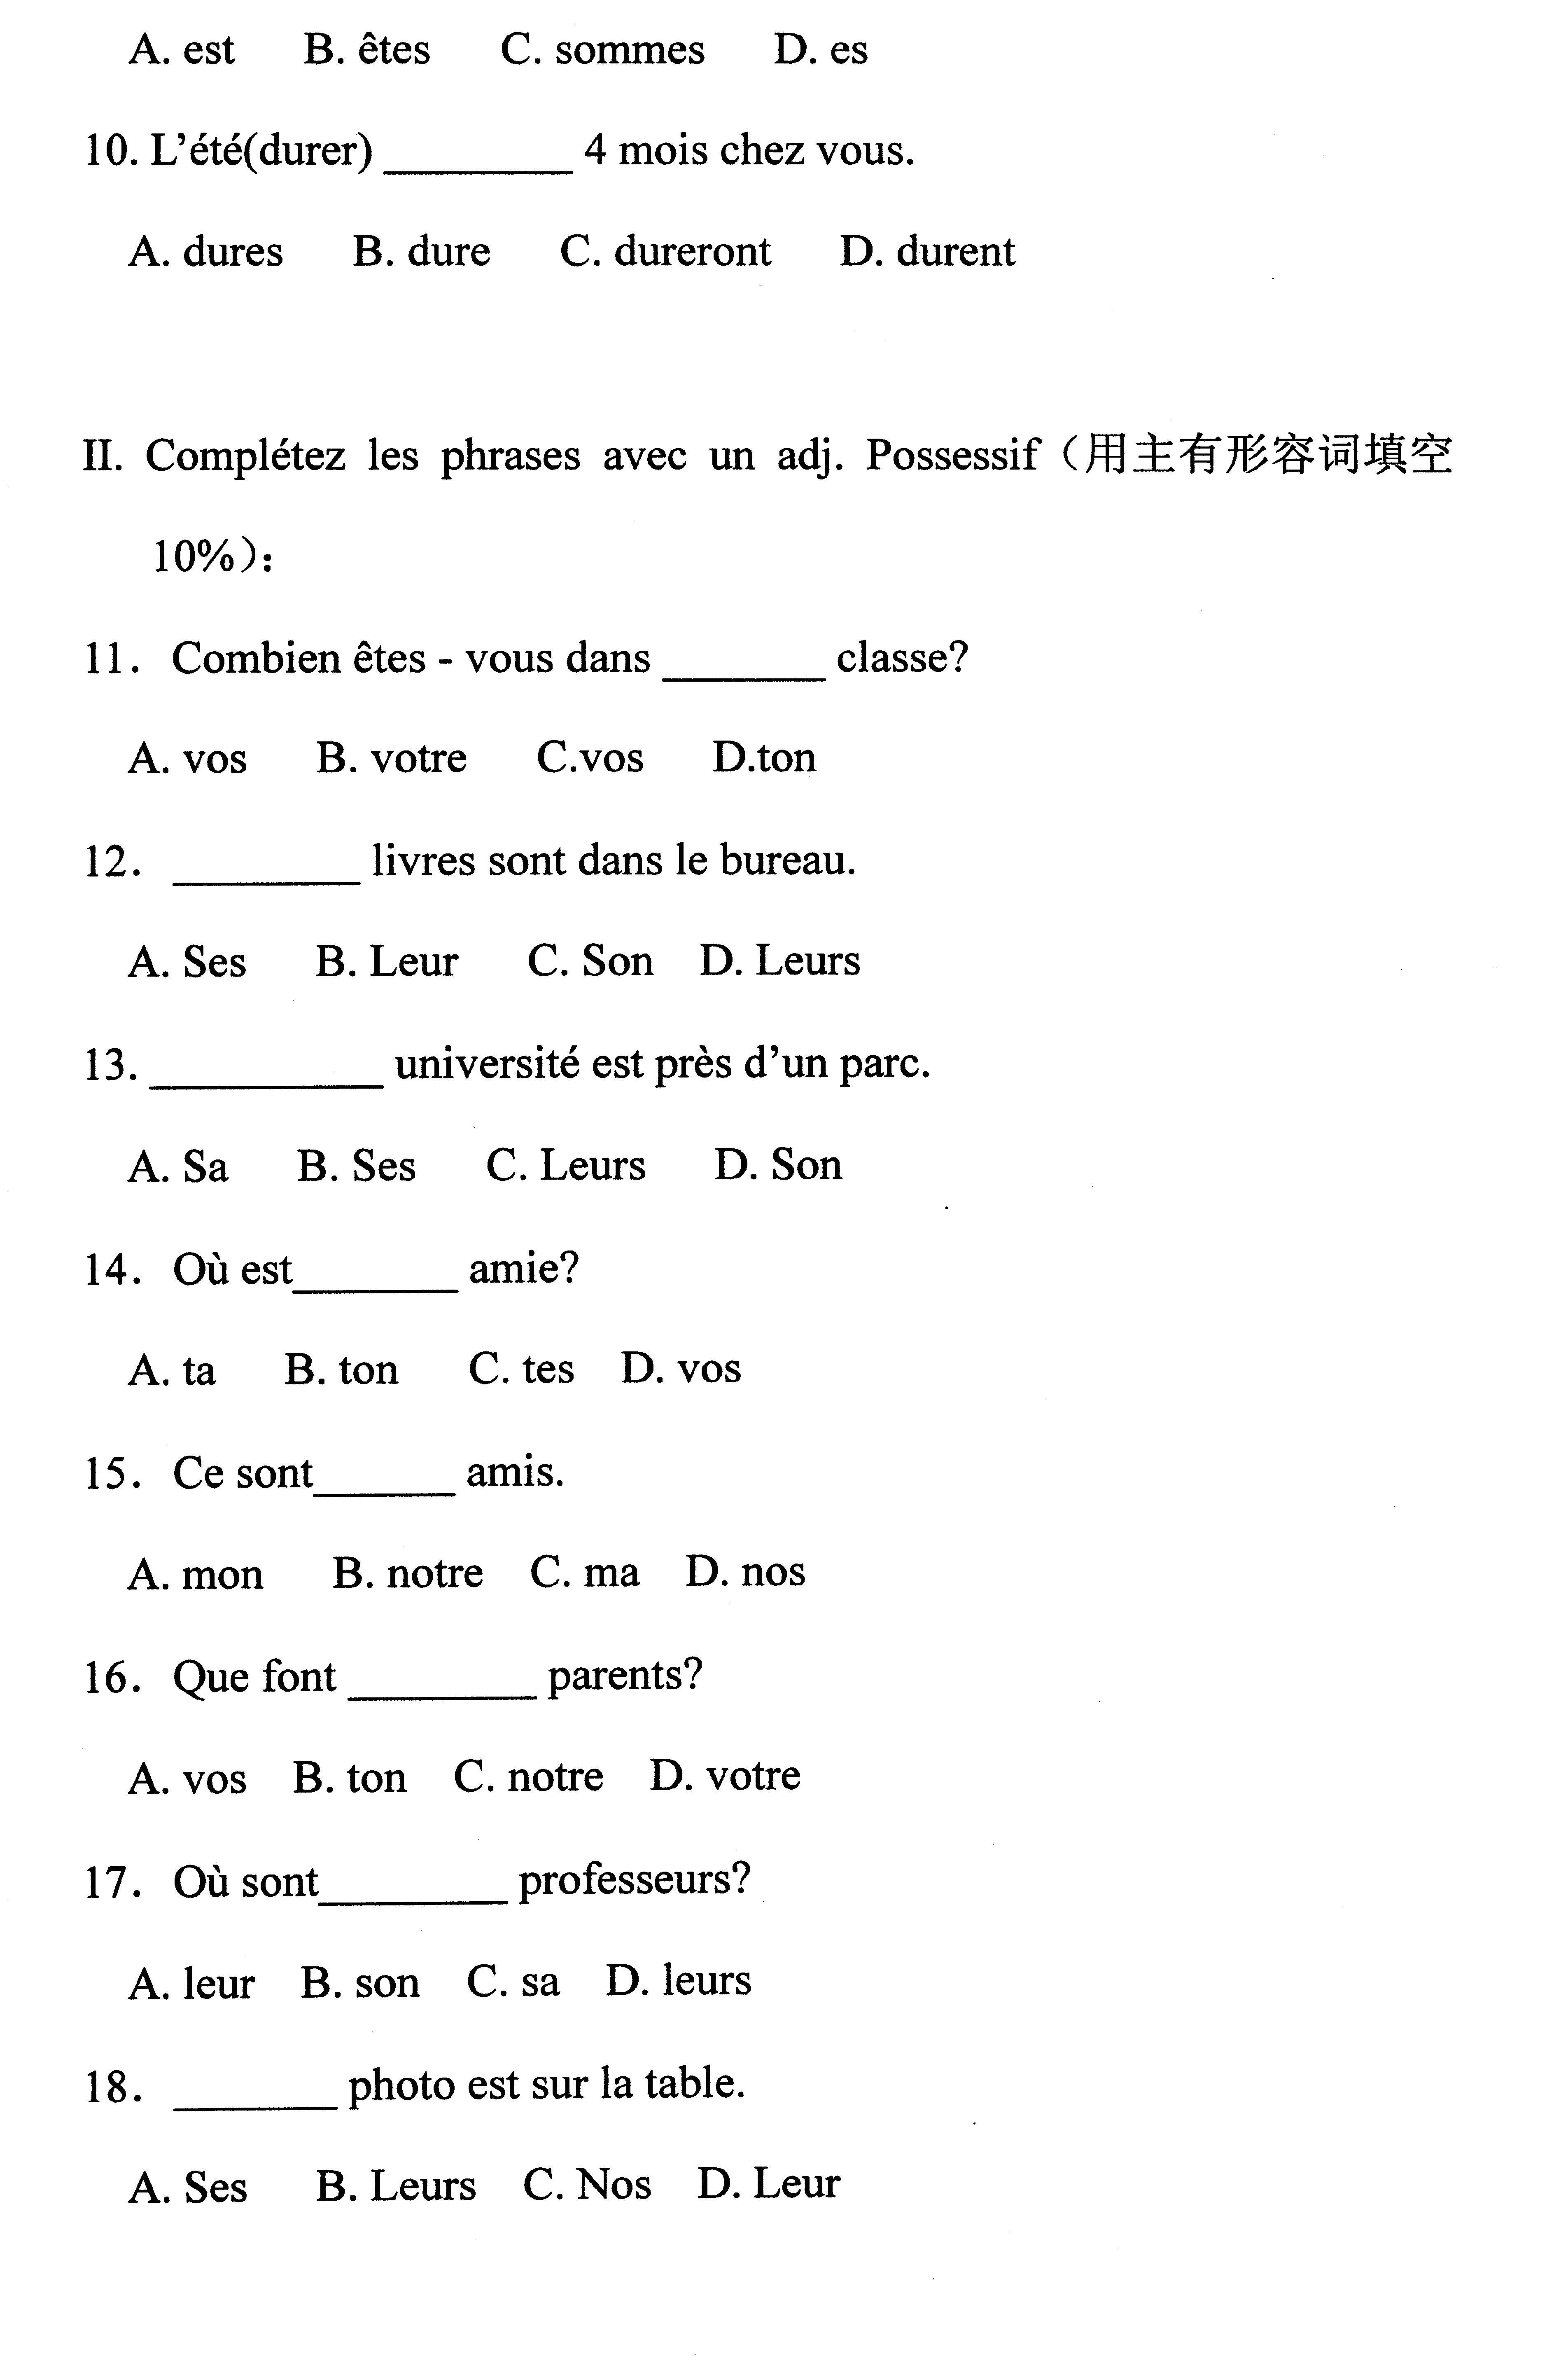 A. est B. êtes C. sommes D. es
10. L’été(durer) ________ 4 mois chez vous.
A. dures B. dure C. dureront D. durent
II. Complétez les phrases avec un adj. Possessif（用主有形容词填空
10%）:
11. Combien êtes - vous dans _______ classe?
A. vos B. votre C.vos D.ton
12. ________ livres sont dans le bureau.
A. Ses B. Leur C. Son D. Leurs
13. __________ université est près d’un parc.
A. Sa B. Ses C. Leurs D. Son
14. Où est_______ amie?
A. ta B. ton C. tes D. vos
15. Ce sont______ amis.
A. mon B. notre C. ma D. nos
16. Que font ________ parents?
A. vos B. ton C. notre D. votre
17. Où sont________ professeurs?
A. leur B. son C. sa D. leurs
18. _______ photo est sur la table.
A. Ses B. Leurs C. Nos D. Leur